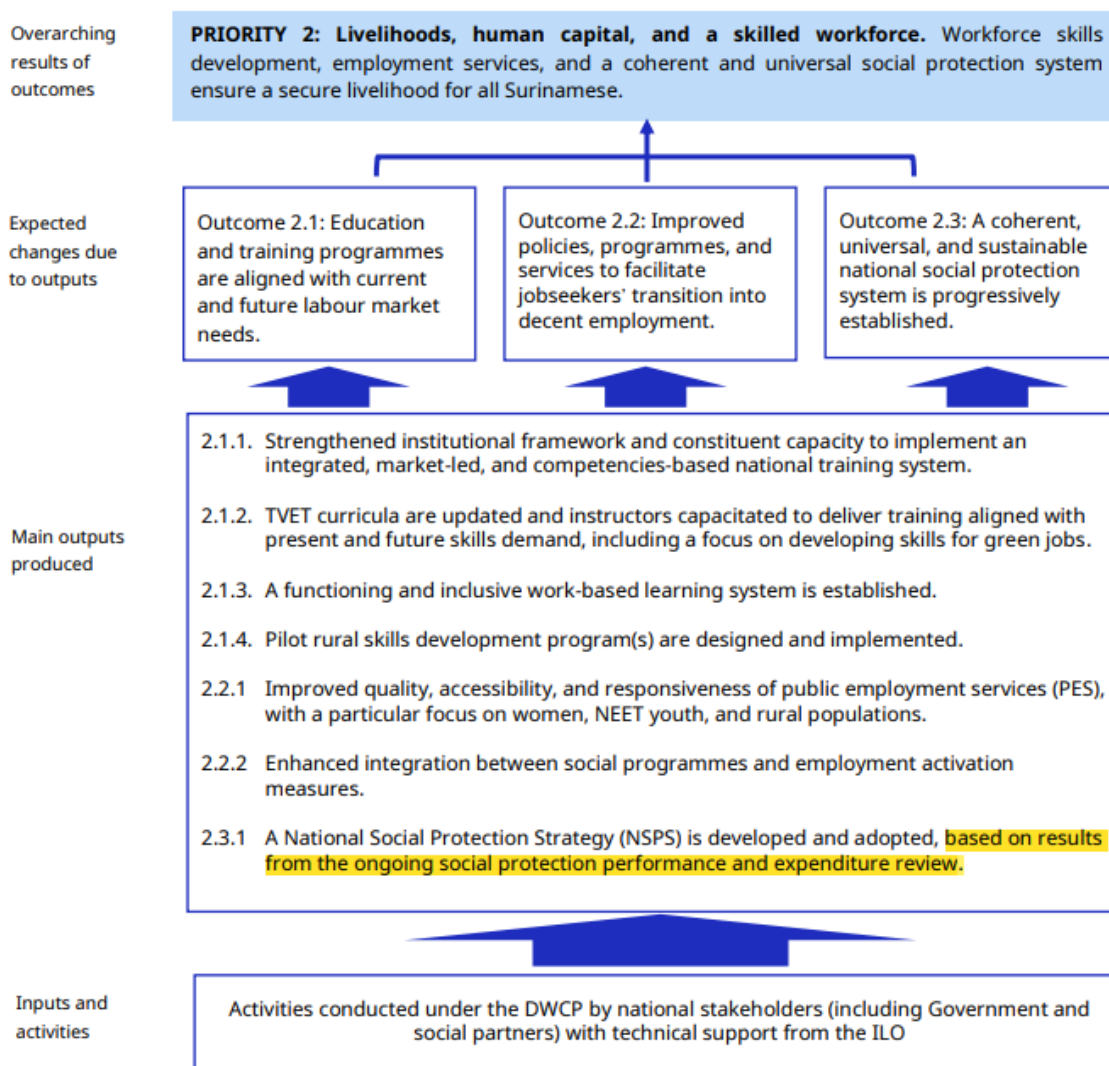 Overarching
results of
outcomes
PRIORITY 2: Livelihoods, human capital, and a skilled workforce. Workforce skills
development, employment services, and a coherent and universal social protection system
ensure a secure livelihood for all Surinamese.
Expected
changes due
to outputs
Outcome 2.1: Education
and training programmes
are aligned with current
and future labour market
needs.
Outcome 2.2: Improved
policies, programmes, and
services to facilitate
jobseekers' transition into
decent employment.
Outcome 2.3: A coherent,
universal, and sustainable
national social protection
system is progressively
established.
Main outputs
produced
2.1.1. Strengthened institutional framework and constituent capacity to implement an
integrated, market-led, and competencies-based national training system.
2.1.2. TVET curricula are updated and instructors capacitated to deliver training aligned with
present and future skills demand, including a focus on developing skills for green jobs.
2.1.3. A functioning and inclusive work-based learning system is established.
2.1.4. Pilot rural skills development program(s) are designed and implemented.
2.2.1 Improved quality, accessibility, and responsiveness of public employment services (PES),
with a particular focus on women, NEET youth, and rural populations.
2.2.2 Enhanced integration between social programmes and employment activation
measures.
2.3.1 A National Social Protection Strategy (NSPS) is developed and adopted, based on results
from the ongoing social protection performance and expenditure review.
Inputs and
activities
Activities conducted under the DWCP by national stakeholders (including Government and
social partners) with technical support from the ILO